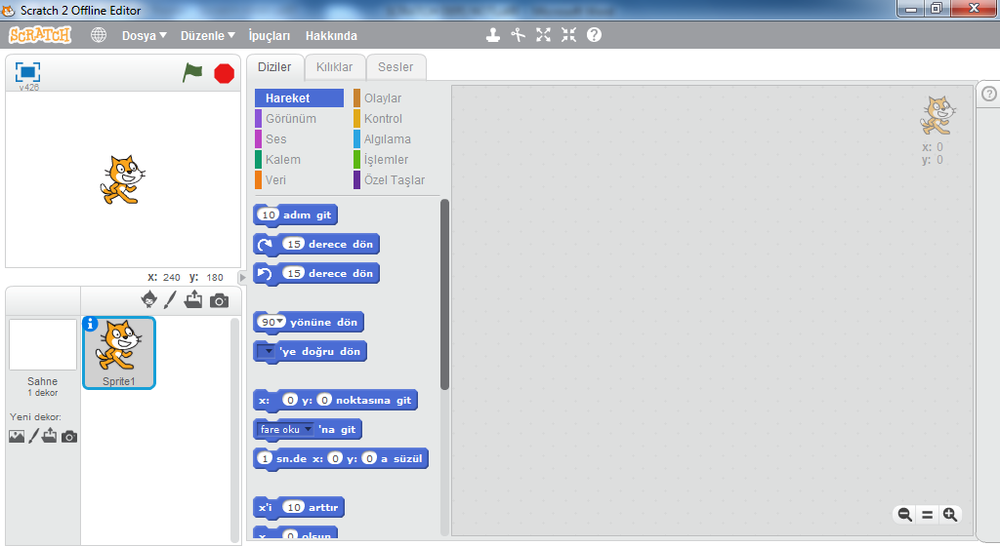 Scratch 2 Offline Editor
SCRATCH Dosya Düzenle İpuçları Hakkında
v426
Diziler Kılıklar Sesler
Hareket Olaylar
Görünüm Kontrol
Ses Algılama
Kalem İşlemler
Veri Özel Taşlar
x: 0
y: 0
10 adım git
15 derece dön
15 derece dön
90 yönüne dön
'ye doğru dön
x: 0 y: 0 noktasına git
fare oku 'na git
1 sn.de x: 0 y: 0 a süzül
x'i 10 arttır
x 0 olsun
x: 240 y: 180
Sprite1
Sahne
1 dekor
Yeni dekor: